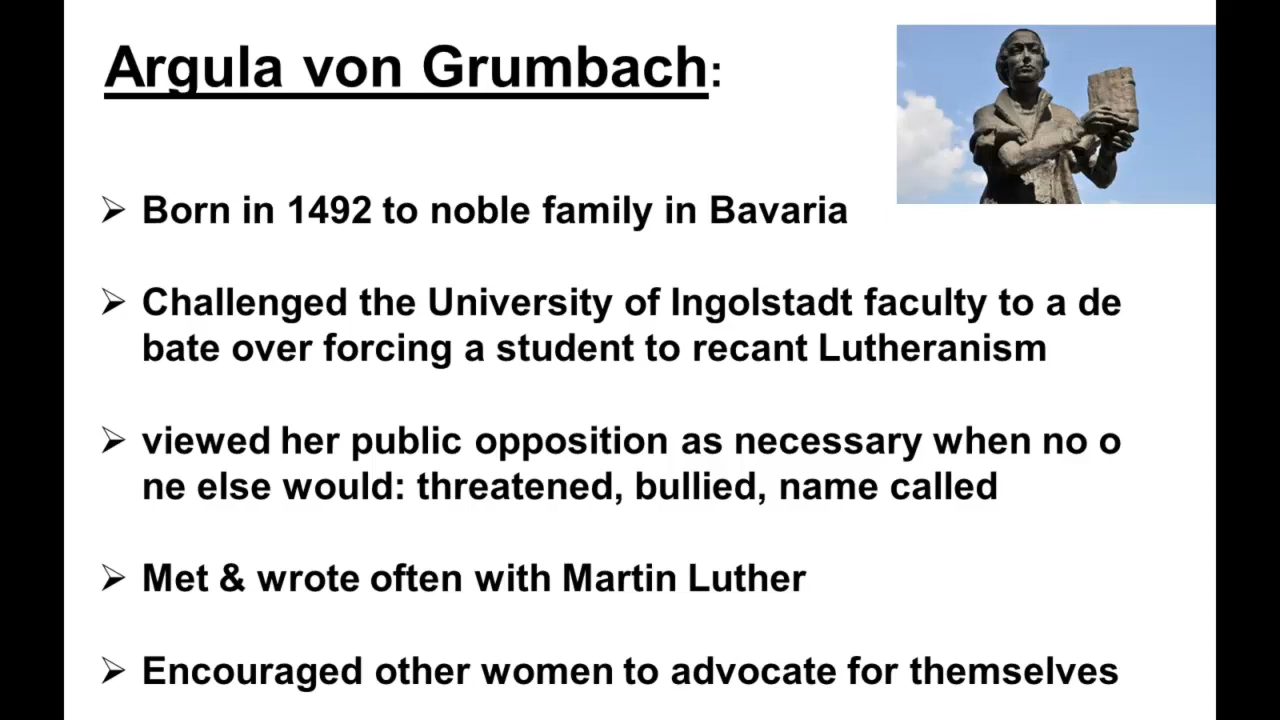 Argula von Grumbach:
➢ Born in 1492 to noble family in Bavaria
➢ Challenged the University of Ingolstadt faculty to a de
bate over forcing a student to recant Lutheranism
➢ viewed her public opposition as necessary when no o
ne else would: threatened, bullied, name called
➢ Met & wrote often with Martin Luther
➢ Encouraged other women to advocate for themselves